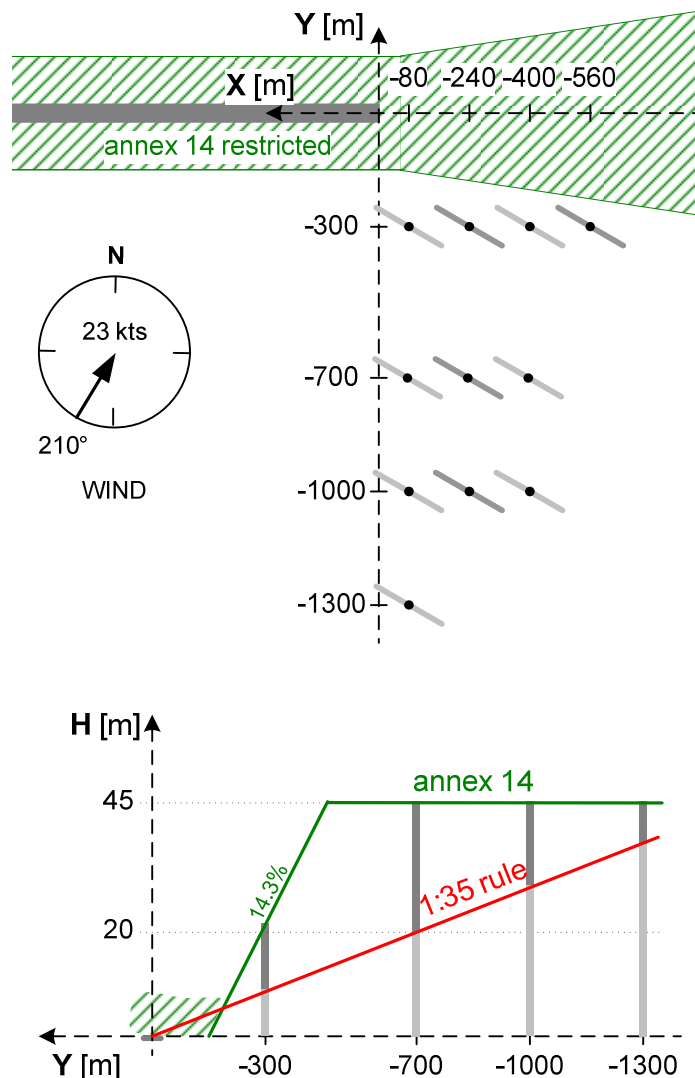 Y [m]
-80 -240 -400 -560
X [m]
annex 14 restricted
-300
N
23 kts
-700
210°
WIND
-1000
-1300
H [m]
annex 14
45
14.3%
1:35 rule
20
Y [m]
-300 -700 -1000 -1300